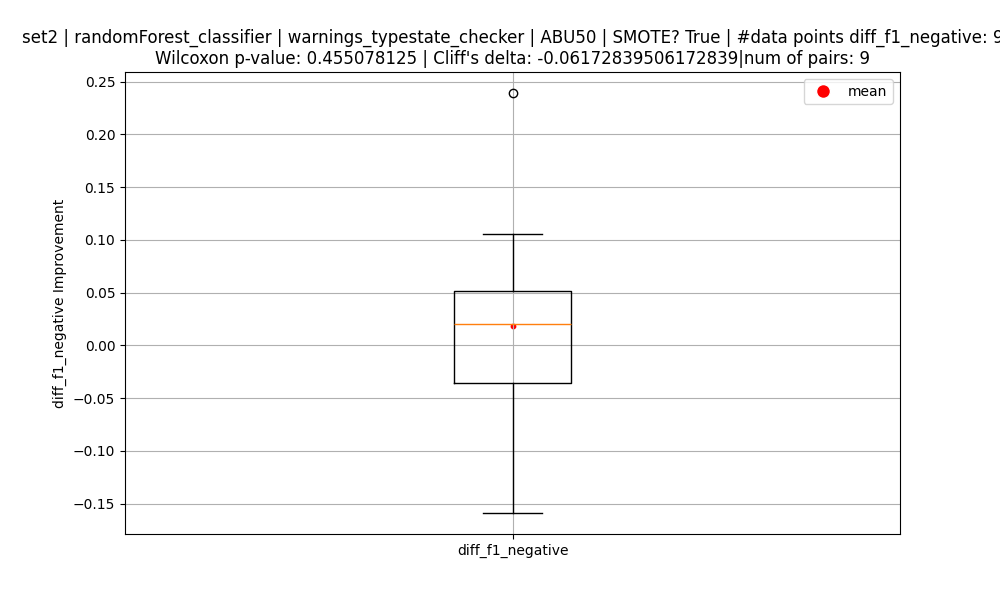 set2 | randomForest_classifier | warnings_typestate_checker | ABU50 | SMOTE? True | #data points diff_f1_negative: 9
Wilcoxon p-value: 0.455078125 | Cliff's delta: -0.06172839506172839|num of pairs: 9
0.25
mean
0.20
0.15
0.10
0.05
0.00
−0.05
−0.10
−0.15
diff_f1_negative Improvement
diff_f1_negative